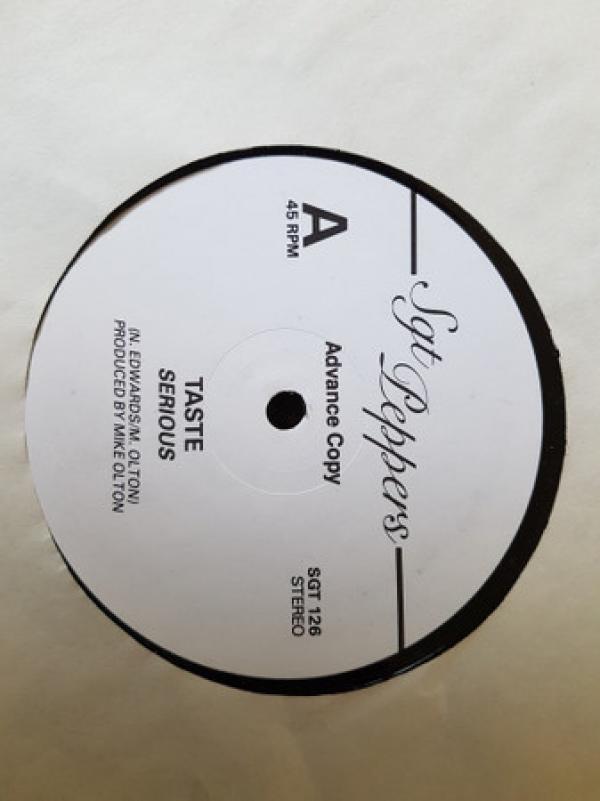 Sgt Peppers
A
45 RPM
Advance Copy
SGT 126
STEREO
TASTE
SERIOUS
(N. EDWARDS/M. OLTON)
PRODUCED BY MIKE OLTON